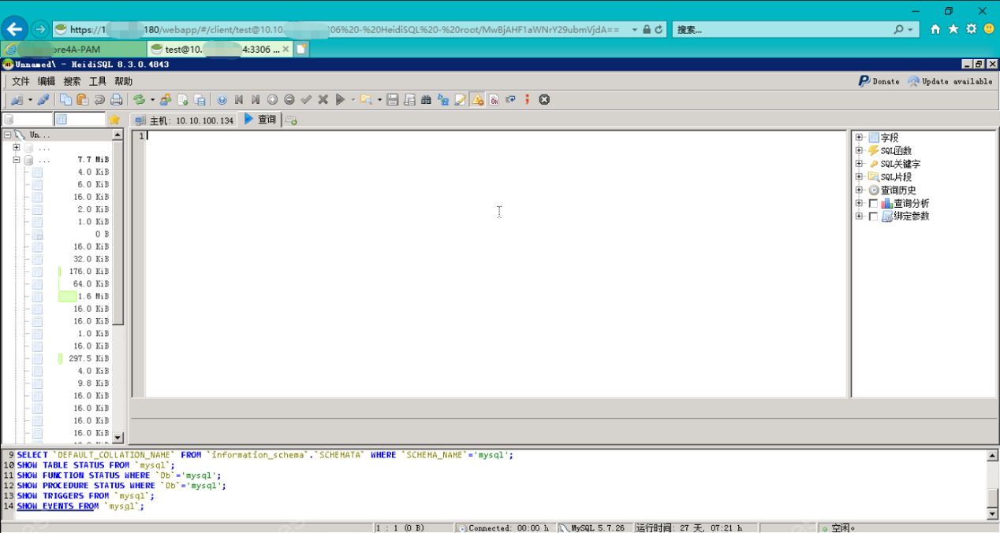 https://1 180/webapp/#/client/test@10.10. 06%20-%20HeidiSQL%20-%20root/MwBjAHF1aWNrY29ubmVjdA==
搜索...
ore4A-PAM
test@10. 4:3306 ...
Unnamed\ - HeidiSQL 8.3.0.4843
文件 编辑 搜索 工具 帮助
Donate Update available
主机: 10.10.100.134 查询
Un...
...
... 7.7 MiB
4.0 KiB
6.0 KiB
16.0 KiB
2.0 KiB
1.0 KiB
0 B
16.0 KiB
32.0 KiB
176.0 KiB
64.0 KiB
1.6 MiB
16.0 KiB
16.0 KiB
1.0 KiB
16.0 KiB
297.5 KiB
4.0 KiB
9.8 KiB
16.0 KiB
16.0 KiB
16.0 KiB
16.0 KiB
1
字段
SQL函数
SQL关键字
SQL片段
查询历史
查询分析
绑定参数
9 SELECT `DEFAULT_COLLATION_NAME` FROM `information_schema`.`SCHEMATA` WHERE `SCHEMA_NAME`='mysql';
10 SHOW TABLE STATUS FROM `mysql`;
11 SHOW FUNCTION STATUS WHERE `Db`='mysql';
12 SHOW PROCEDURE STATUS WHERE `Db`='mysql';
13 SHOW TRIGGERS FROM `mysql`;
14 SHOW EVENTS FROM `mysql`;
1 : 1 (0 B) Connected: 00:00 h MySQL 5.7.26 运行时间: 27 天, 07:21 h 空闲。